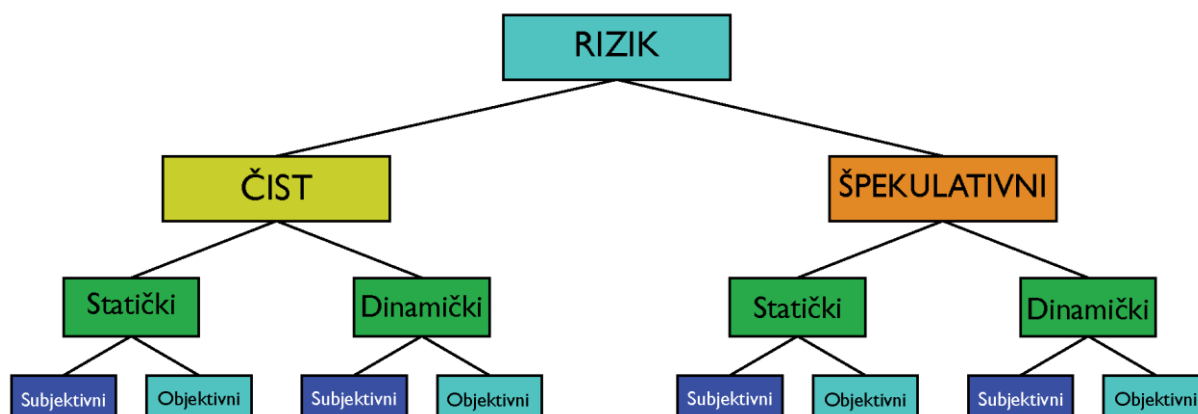 RIZIK
ČIST
ŠPEKULATIVNI
Statički
Dinamički
Statički
Dinamički
Subjektivni
Objektivni
Subjektivni
Objektivni
Subjektivni
Objektivni
Subjektivni
Objektivni